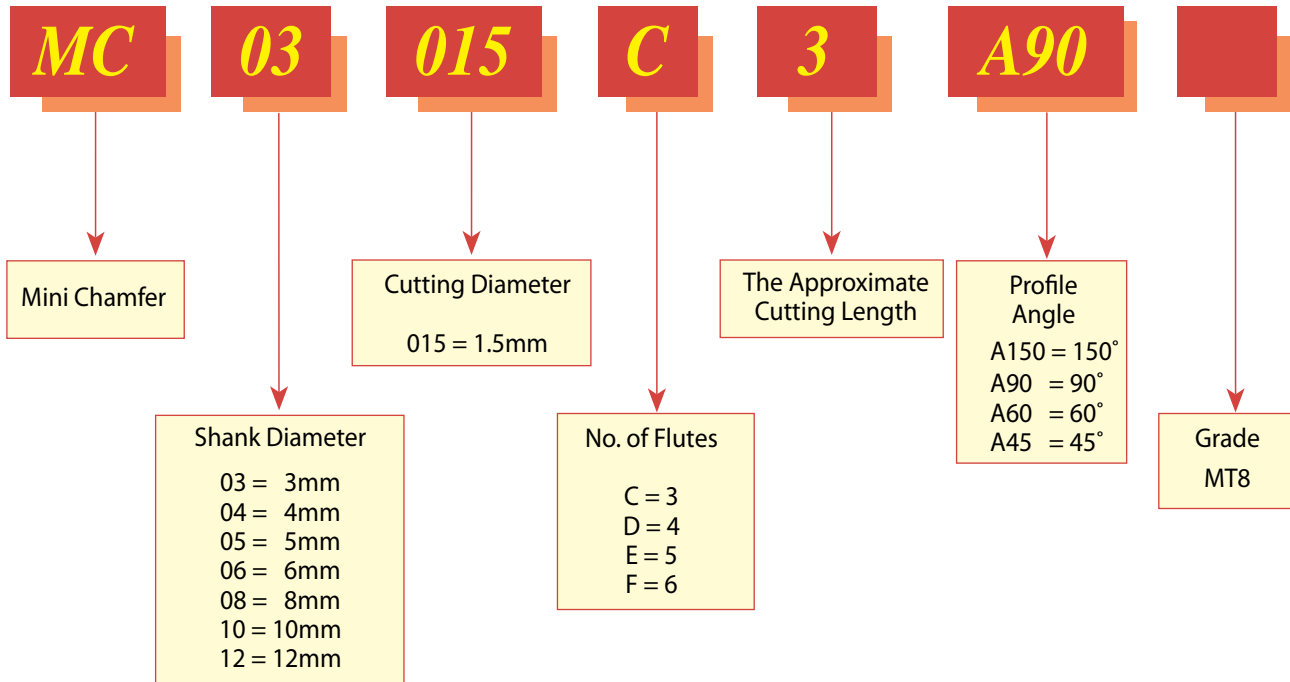 MC 03 015 C 3 A90
Mini Chamfer
Shank Diameter
03 = 3mm
04 = 4mm
05 = 5mm
06 = 6mm
08 = 8mm
10 = 10mm
12 = 12mm
Cutting Diameter
015 = 1.5mm
No. of Flutes
C = 3
D = 4
E = 5
F = 6
The Approximate
Cutting Length
Profile
Angle
A150 = 150°
A90 = 90°
A60 = 60°
A45 = 45°
Grade
MT8